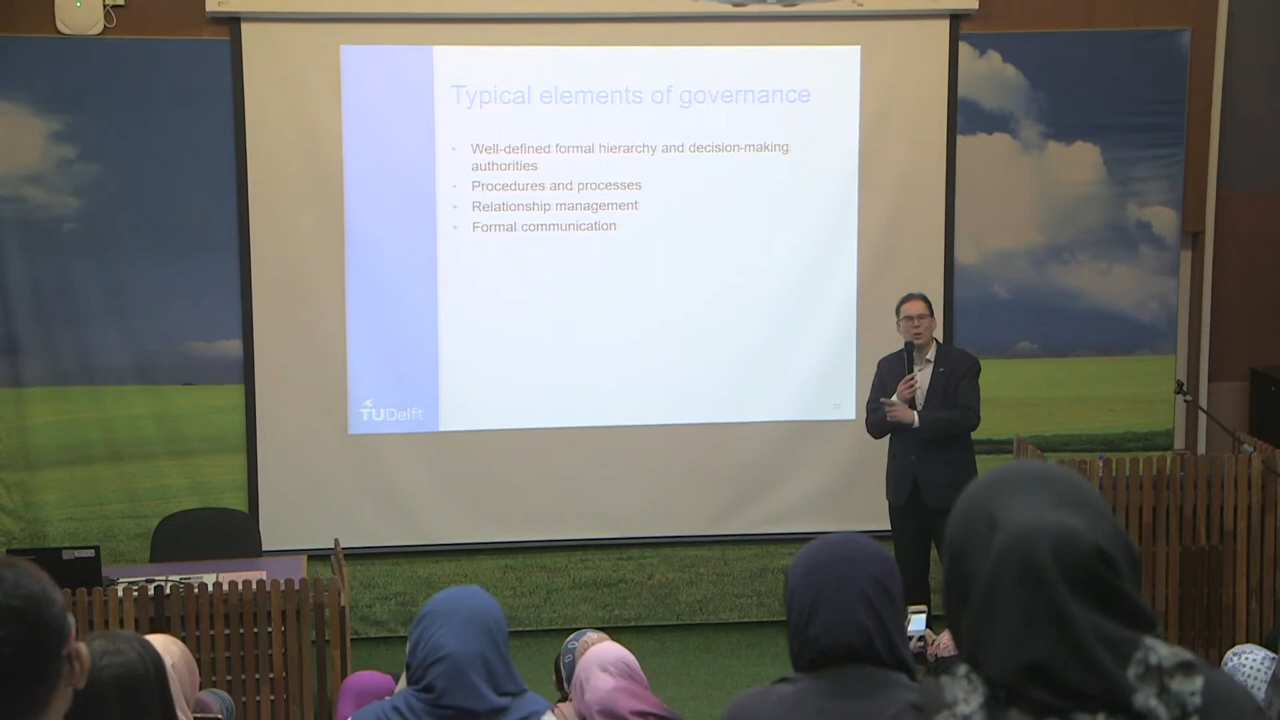 Typical elements of governance
Well-defined formal hierarchy and decision-making
authorities
Procedures and processes
Relationship management
Formal communication
TUDelft